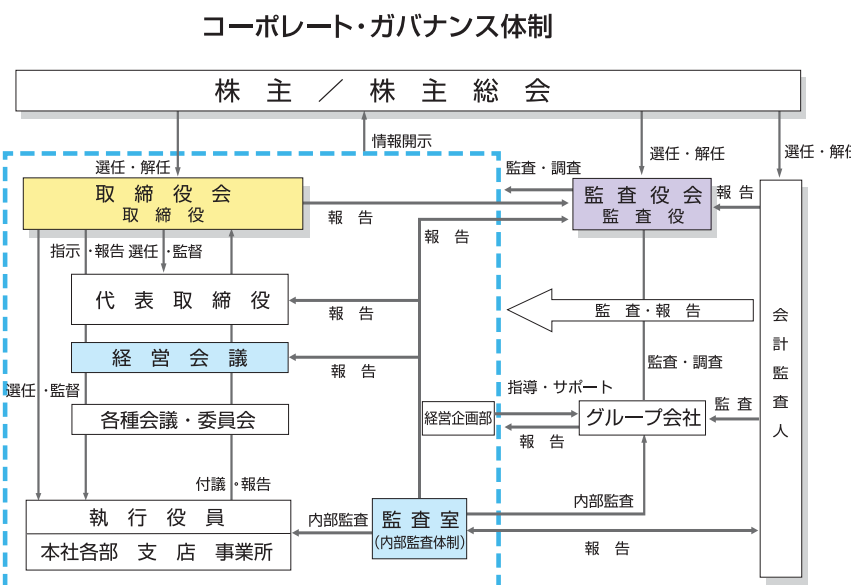 コーポレート・ガバナンス体制
株主／株主総会
情報開示
選任・解任
選任・解任
選任・解任
監査・調査
取締役会
取締役
監査役会
監査役
報告
報告
報告
指示・報告
選任・監督
代表取締役
報告
監査・報告
会計監査人
経営会議
報告
監査・調査
選任・監督
指導・サポート
各種会議・委員会
経営企画部
グループ会社
監査
報告
付議・報告
執行役員
本社各部 支店 事業所
内部監査
監査室
(内部監査体制)
内部監査
報告